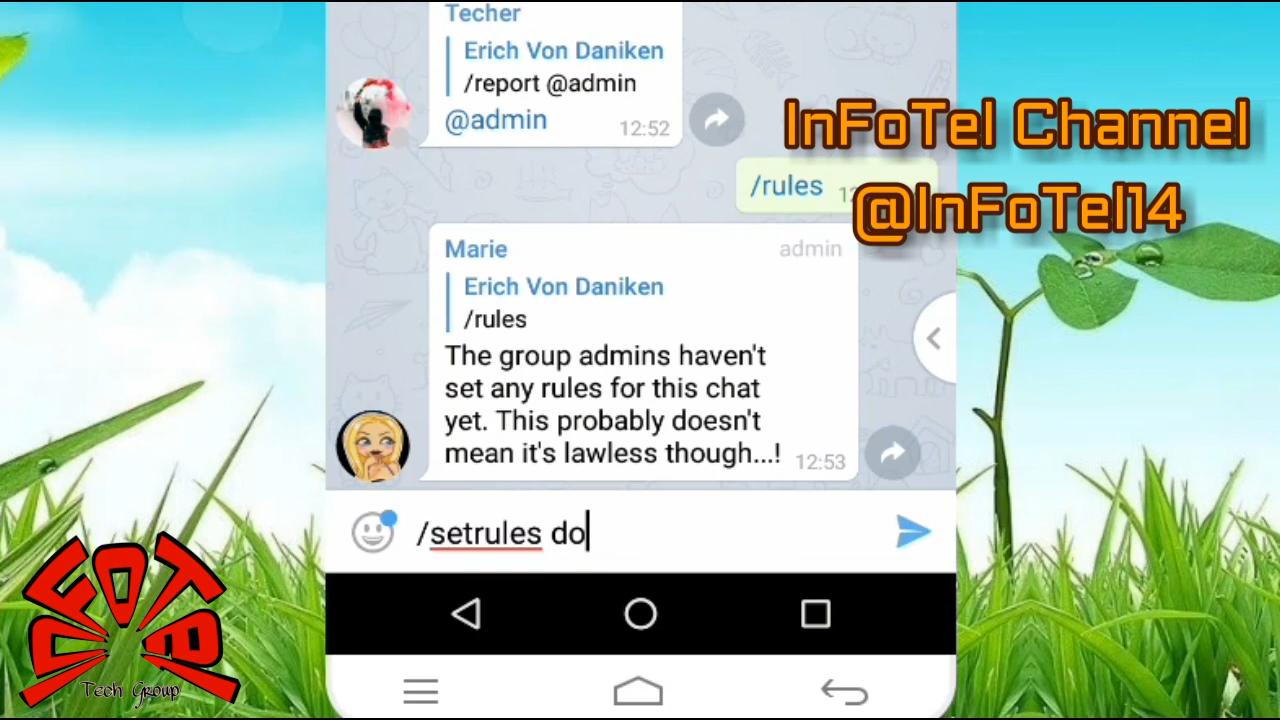 Techer
Erich Von Daniken
/report @admin
@admin
12:52
InFoTel Channel
/rules
@InFoTel14
Marie
admin
Erich Von Daniken
/rules
The group admins haven't
set any rules for this chat
yet. This probably doesn't
mean it's lawless though...!
12:53
/setrules do
InFoTel
Tech Group